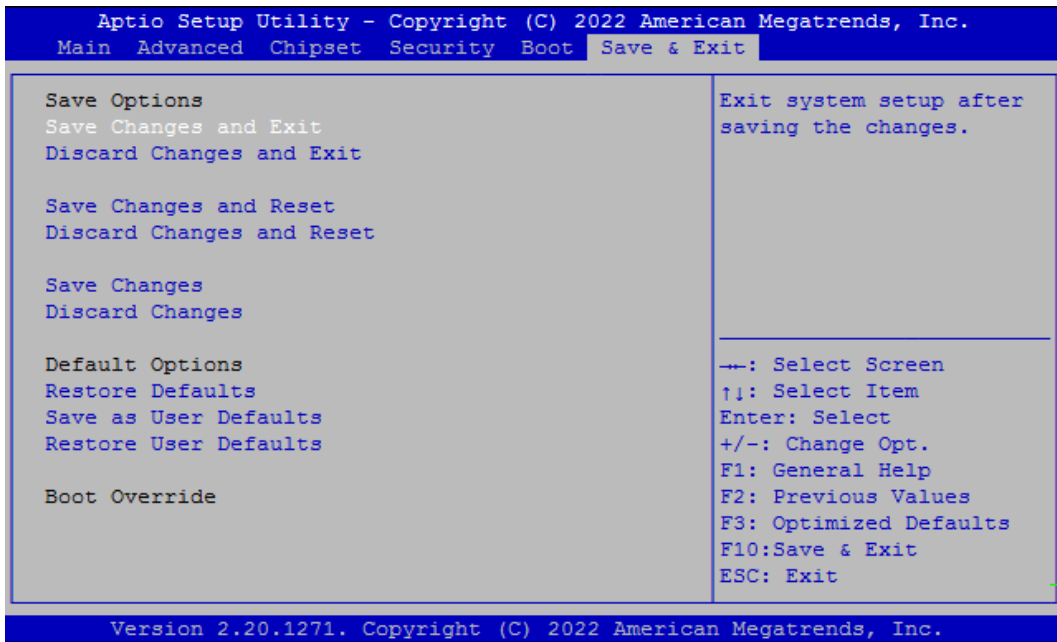 Aptio Setup Utility - Copyright (C) 2022 American Megatrends, Inc.
Main Advanced Chipset Security Boot Save & Exit
Save Options
Save Changes and Exit
Discard Changes and Exit
Save Changes and Reset
Discard Changes and Reset
Save Changes
Discard Changes
Default Options
Restore Defaults
Save as User Defaults
Restore User Defaults
Boot Override
Exit system setup after
saving the changes.
→←: Select Screen
↑↓: Select Item
Enter: Select
+/-: Change Opt.
F1: General Help
F2: Previous Values
F3: Optimized Defaults
F10:Save & Exit
ESC: Exit
Version 2.20.1271. Copyright (C) 2022 American Megatrends, Inc.